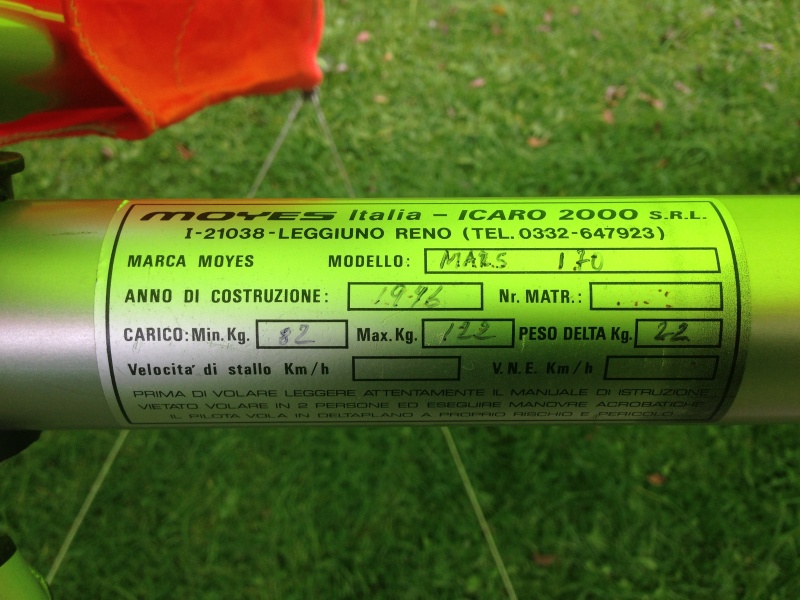 MOYES Italia - ICARO 2000 S.R.L.
I-21038-LEGGIUNO RENO (TEL. 0332-647923)
MARCA MOYES MODELLO: MARS 170
ANNO DI COSTRUZIONE: 1996 Nr. MATR.:
CARICO: Min. Kg. 82 Max. Kg. 122 PESO DELTA Kg. 22
Velocita' di stallo Km/h V.N.E. Km/h
PRIMA DI VOLARE LEGGERE ATTENTAMENTE IL MANUALE DI ISTRUZIONE
VIETATO VOLARE IN 2 PERSONE ED ESEGUIRE MANOVRE ACROBATICHE
IL PILOTA VOLA IN DELTAPLANO A PROPRIO RISCHIO E PERICOLO